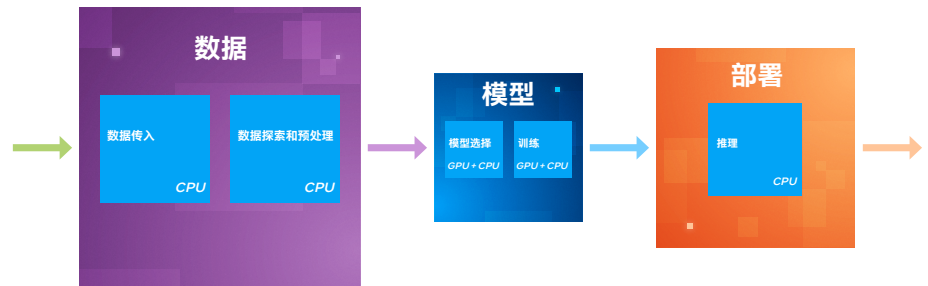 数据
数据传入
CPU
数据探索和预处理
CPU
模型
模型选择
GPU + CPU
训练
GPU + CPU
部署
推理
CPU